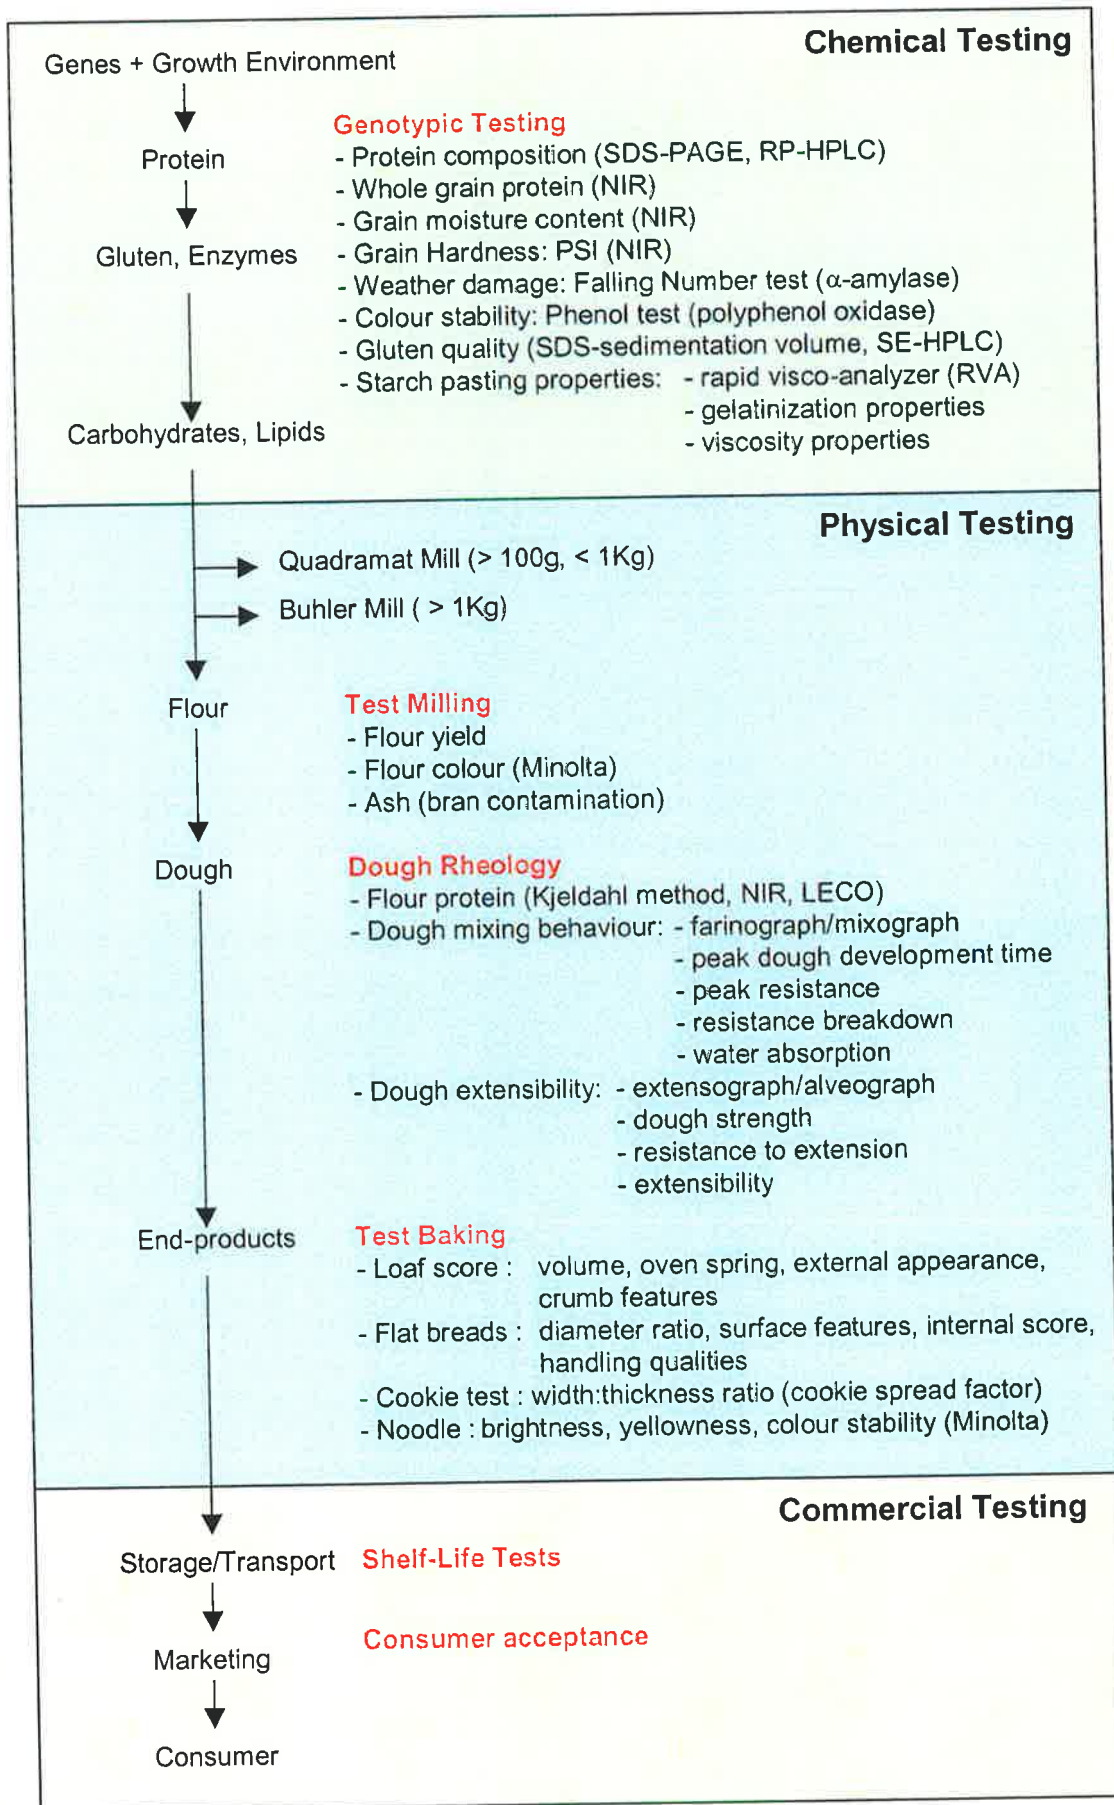 Chemical Testing
Genes + Growth Environment
Protein
Gluten, Enzymes
Carbohydrates, Lipids
Genotypic Testing
- Protein composition (SDS-PAGE, RP-HPLC)
- Whole grain protein (NIR)
- Grain moisture content (NIR)
- Grain Hardness: PSI (NIR)
- Weather damage: Falling Number test (α-amylase)
- Colour stability: Phenol test (polyphenol oxidase)
- Gluten quality (SDS-sedimentation volume, SE-HPLC)
- Starch pasting properties: - rapid visco-analyzer (RVA)
- gelatinization properties
- viscosity properties
Physical Testing
Quadramat Mill (> 100g, < 1Kg)
Buhler Mill ( > 1Kg)
Flour
Test Milling
- Flour yield
- Flour colour (Minolta)
- Ash (bran contamination)
Dough
Dough Rheology
- Flour protein (Kjeldahl method, NIR, LECO)
- Dough mixing behaviour: - farinograph/mixograph
- peak dough development time
- peak resistance
- resistance breakdown
- water absorption
- Dough extensibility: - extensograph/alveograph
- dough strength
- resistance to extension
- extensibility
End-products
Test Baking
- Loaf score : volume, oven spring, external appearance,
crumb features
- Flat breads : diameter ratio, surface features, internal score,
handling qualities
- Cookie test : width:thickness ratio (cookie spread factor)
- Noodle : brightness, yellowness, colour stability (Minolta)
Commercial Testing
Storage/Transport
Shelf-Life Tests
Marketing
Consumer acceptance
Consumer